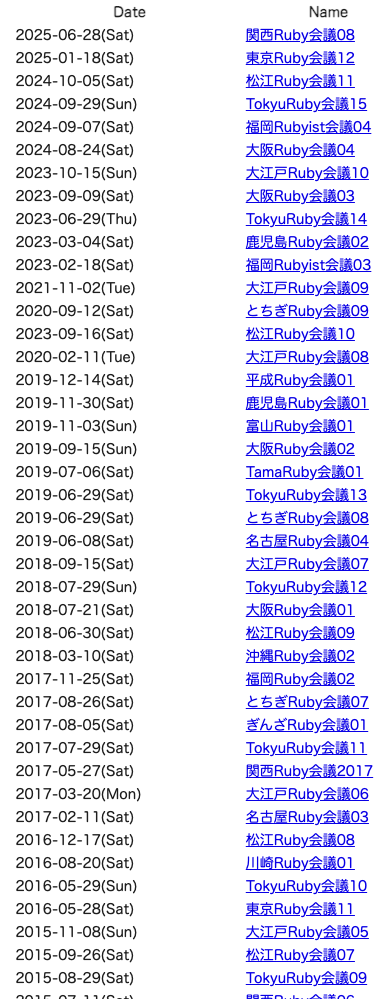 Date Name
2025-06-28(Sat) 関西Ruby会議08
2025-01-18(Sat) 東京Ruby会議12
2024-10-05(Sat) 松江Ruby会議11
2024-09-29(Sun) TokyuRuby会議15
2024-09-07(Sat) 福岡Rubyist会議04
2024-08-24(Sat) 大阪Ruby会議04
2023-10-15(Sun) 大江戸Ruby会議10
2023-09-09(Sat) 大阪Ruby会議03
2023-06-29(Thu) TokyuRuby会議14
2023-03-04(Sat) 鹿児島Ruby会議02
2023-02-18(Sat) 福岡Rubyist会議03
2021-11-02(Tue) 大江戸Ruby会議09
2020-09-12(Sat) とちぎRuby会議09
2023-09-16(Sat) 松江Ruby会議10
2020-02-11(Tue) 大江戸Ruby会議08
2019-12-14(Sat) 平成Ruby会議01
2019-11-30(Sat) 鹿児島Ruby会議01
2019-11-03(Sun) 富山Ruby会議01
2019-09-15(Sun) 大阪Ruby会議02
2019-07-06(Sat) TamaRuby会議01
2019-06-29(Sat) TokyuRuby会議13
2019-06-29(Sat) とちぎRuby会議08
2019-06-08(Sat) 名古屋Ruby会議04
2018-09-15(Sat) 大江戸Ruby会議07
2018-07-29(Sun) TokyuRuby会議12
2018-07-21(Sat) 大阪Ruby会議01
2018-06-30(Sat) 松江Ruby会議09
2018-03-10(Sat) 沖縄Ruby会議02
2017-11-25(Sat) 福岡Ruby会議02
2017-08-26(Sat) とちぎRuby会議07
2017-08-05(Sat) ぎんざRuby会議01
2017-07-29(Sat) TokyuRuby会議11
2017-05-27(Sat) 関西Ruby会議2017
2017-03-20(Mon) 大江戸Ruby会議06
2017-02-11(Sat) 名古屋Ruby会議03
2016-12-17(Sat) 松江Ruby会議08
2016-08-20(Sat) 川崎Ruby会議01
2016-05-29(Sun) TokyuRuby会議10
2016-05-28(Sat) 東京Ruby会議11
2015-11-08(Sun) 大江戸Ruby会議05
2015-09-26(Sat) 松江Ruby会議07
2015-08-29(Sat) TokyuRuby会議09
2015-07-11(Sat) 関西Ruby会議06